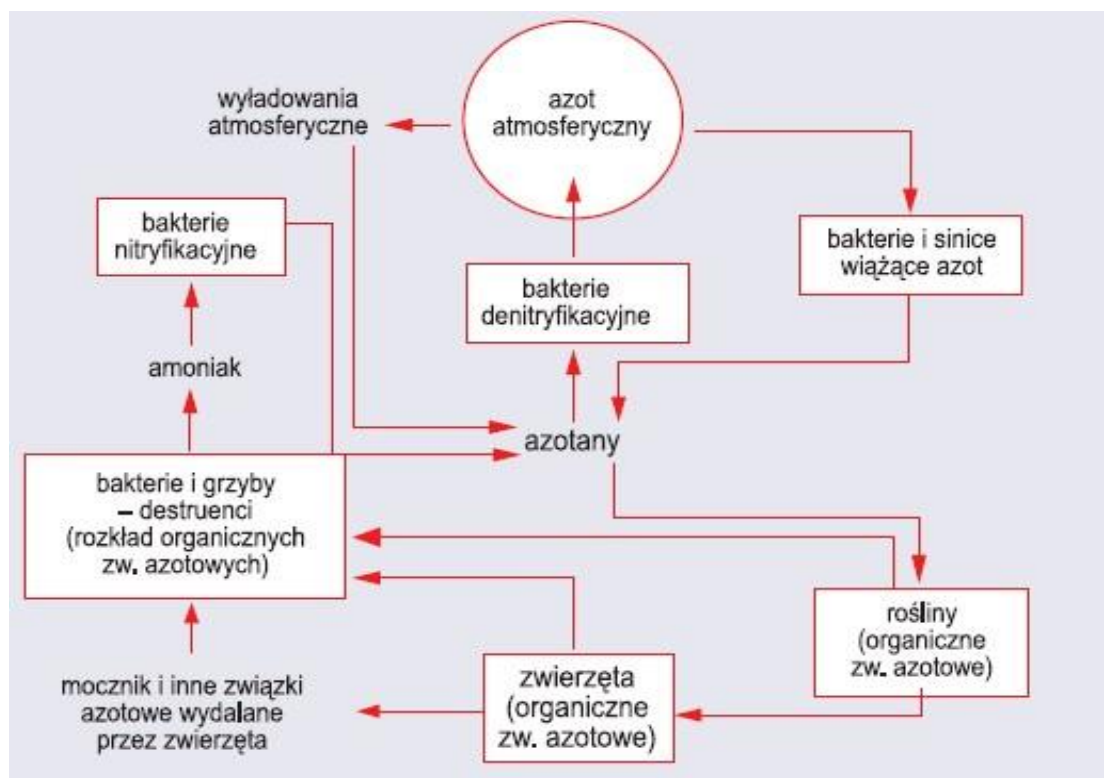 wyładowania
atmosferyczne
azot
atmosferyczny
bakterie
nitryfikacyjne
bakterie i sinice
wiążące azot
bakterie
denitryfikacyjne
amoniak
azotany
bakterie i grzyby
– destruenci
(rozkład organicznych
zw. azotowych)
rośliny
(organiczne
zw. azotowe)
zwierzęta
(organiczne
zw. azotowe)
mocznik i inne związki
azotowe wydalane
przez zwierzęta